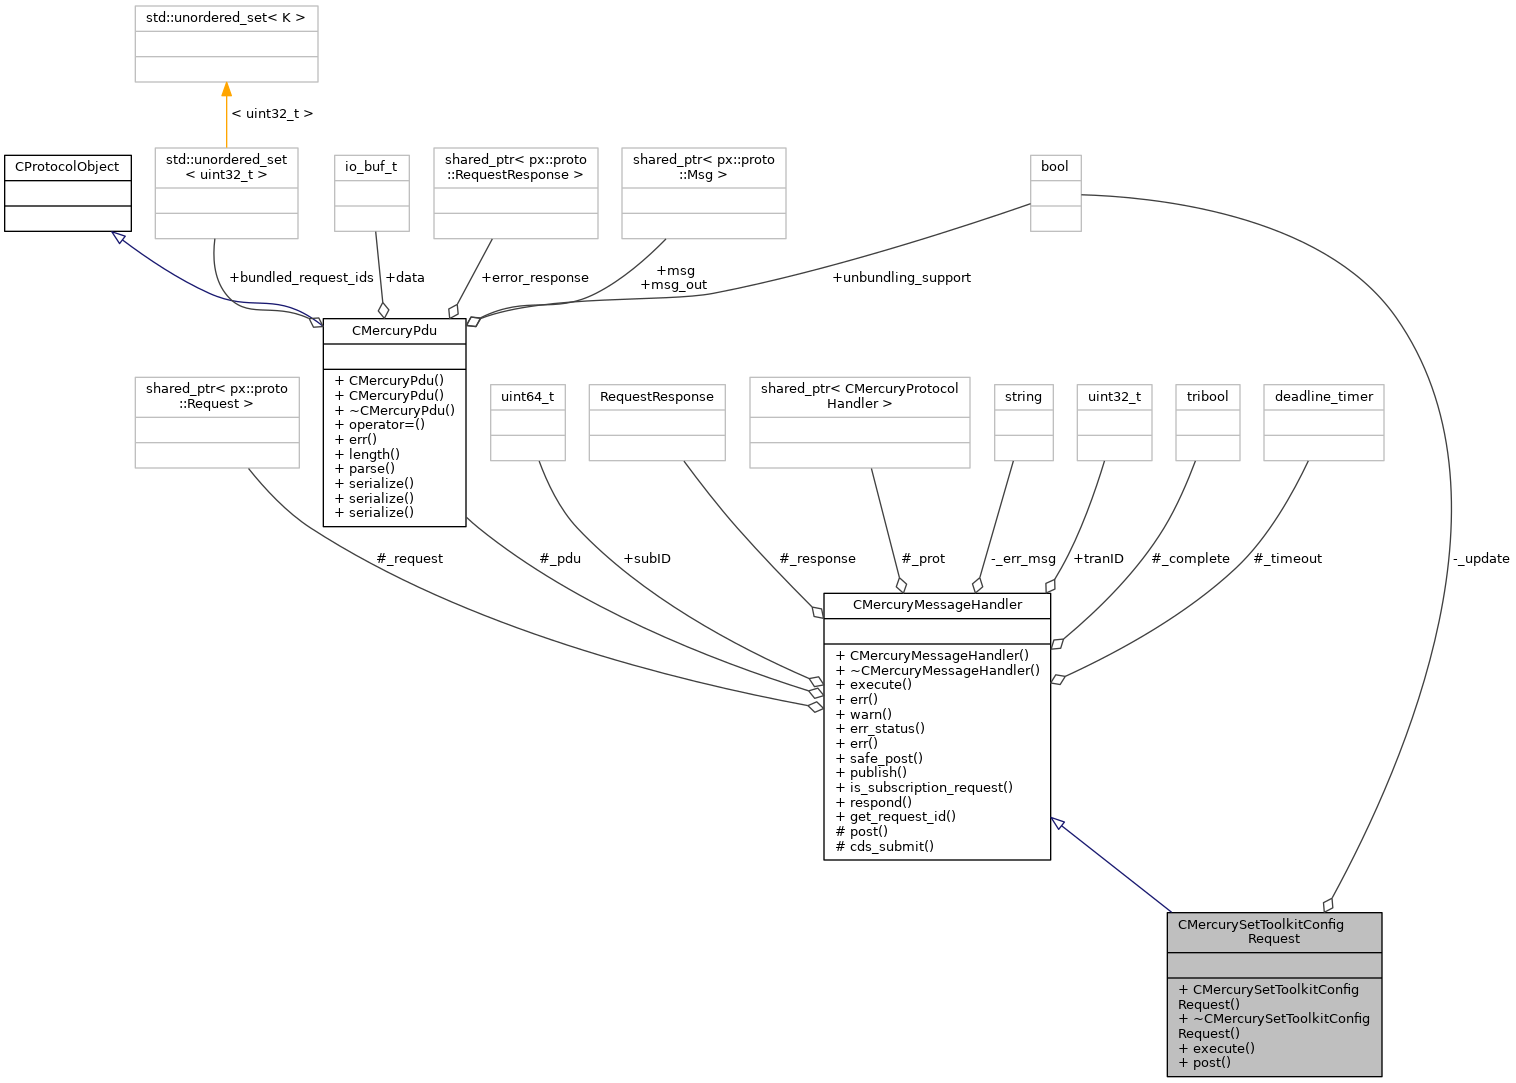 std::unordered_set< K >
< uint32_t >
CProtocolObject
std::unordered_set
< uint32_t >
io_buf_t
shared_ptr< px::proto
::RequestResponse >
shared_ptr< px::proto
::Msg >
bool
+bundled_request_ids
+data
+error_response
+msg
+msg_out
+unbundling_support
CMercuryPdu
+ CMercuryPdu()
+ CMercuryPdu()
+ ~CMercuryPdu()
+ operator=()
+ err()
+ length()
+ parse()
+ serialize()
+ serialize()
+ serialize()
shared_ptr< px::proto
::Request >
uint64_t
RequestResponse
shared_ptr< CMercuryProtocol
Handler >
string
uint32_t
tribool
deadline_timer
#_request
#_pdu
+subID
#_response
#_prot
-_err_msg
+tranID
#_complete
#_timeout
-_update
CMercuryMessageHandler
+ CMercuryMessageHandler()
+ ~CMercuryMessageHandler()
+ execute()
+ err()
+ warn()
+ err_status()
+ err()
+ safe_post()
+ publish()
+ is_subscription_request()
+ respond()
+ get_request_id()
# post()
# cds_submit()
CMercurySetToolkitConfig
Request
+ CMercurySetToolkitConfig
Request()
+ ~CMercurySetToolkitConfig
Request()
+ execute()
+ post()